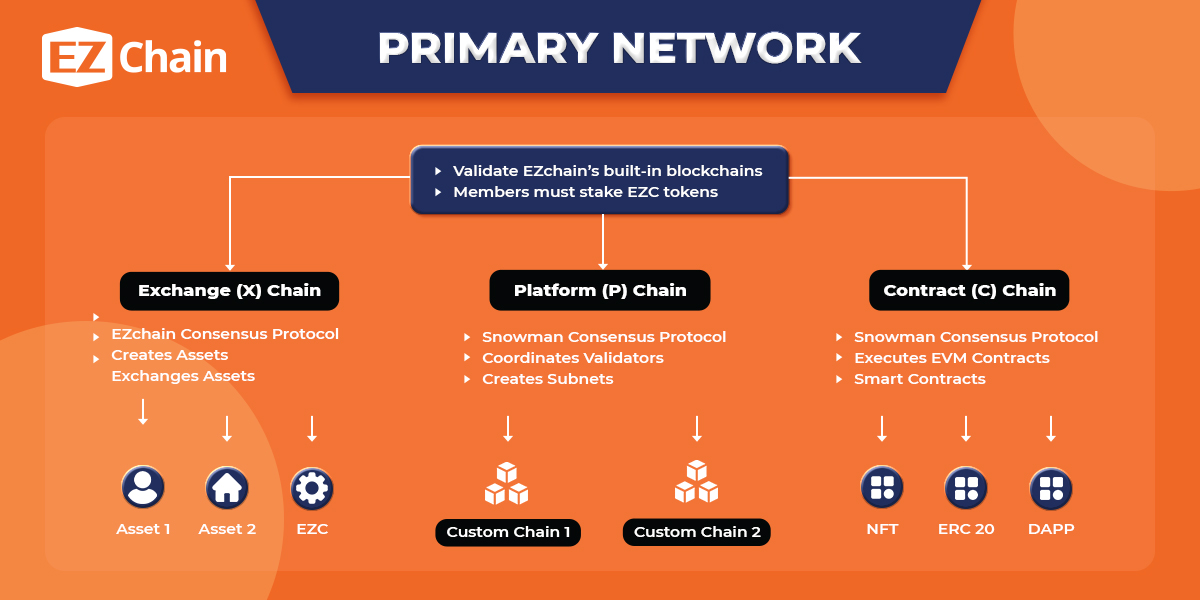 EZ Chain
PRIMARY NETWORK
Validate EZchain's built-in blockchains
Members must stake EZC tokens
Exchange (X) Chain
EZchain Consensus Protocol
Creates Assets
Exchanges Assets
Asset 1
Asset 2
EZC
Platform (P) Chain
Snowman Consensus Protocol
Coordinates Validators
Creates Subnets
Custom Chain 1
Custom Chain 2
Contract (C) Chain
Snowman Consensus Protocol
Executes EVM Contracts
Smart Contracts
NFT
ERC 20
DAPP